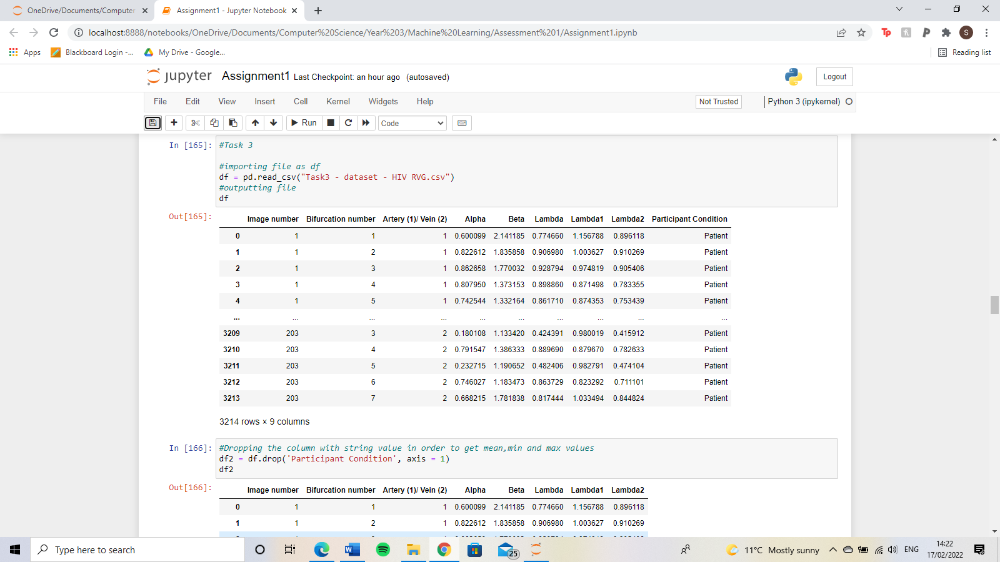 OneDrive/Documents/Computer
Assignment1 - Jupyter Notebook
localhost:8888/notebooks/OneDrive/Documents/Computer%20Science/Year%203/Machine%20Learning/Assessment%201/Assignment1.ipynb
Apps Blackboard Login -... My Drive - Google... Reading list
jupyter Assignment1 Last Checkpoint: an hour ago (autosaved) Logout
File Edit View Insert Cell Kernel Widgets Help Not Trusted Python 3 (ipykernel)
Run Code
In [165]: #Task 3
#importing file as df
df = pd.read_csv("Task3 - dataset - HIV RVG.csv")
#outputting file
df
Out[165]:
Image number Bifurcation number Artery (1)/ Vein (2) Alpha Beta Lambda Lambda1 Lambda2 Participant Condition
0 1 1 1 0.600099 2.141185 0.774660 1.156788 0.896118 Patient
1 1 2 1 0.822612 1.835858 0.906980 1.003627 0.910269 Patient
2 1 3 1 0.862658 1.770032 0.928794 0.974819 0.905406 Patient
3 1 4 1 0.807950 1.373153 0.898860 0.871498 0.783355 Patient
4 1 5 1 0.742544 1.332164 0.861710 0.874353 0.753439 Patient
... ... ... ... ... ... ... ... ... ...
3209 203 3 2 0.180108 1.133420 0.424391 0.980019 0.415912 Patient
3210 203 4 2 0.791547 1.386333 0.889690 0.879670 0.782633 Patient
3211 203 5 2 0.232715 1.190652 0.482406 0.982791 0.474104 Patient
3212 203 6 2 0.746027 1.183473 0.863729 0.823292 0.711101 Patient
3213 203 7 2 0.668215 1.781838 0.817444 1.033494 0.844824 Patient
3214 rows × 9 columns
In [166]: #Dropping the column with string value in order to get mean,min and max values
df2 = df.drop('Participant Condition', axis = 1)
df2
Out[166]:
Image number Bifurcation number Artery (1)/ Vein (2) Alpha Beta Lambda Lambda1 Lambda2
0 1 1 1 0.600099 2.141185 0.774660 1.156788 0.896118
1 1 2 1 0.822612 1.835858 0.906980 1.003627 0.910269
Type here to search 25 11°C Mostly sunny ENG 14:22
17/02/2022